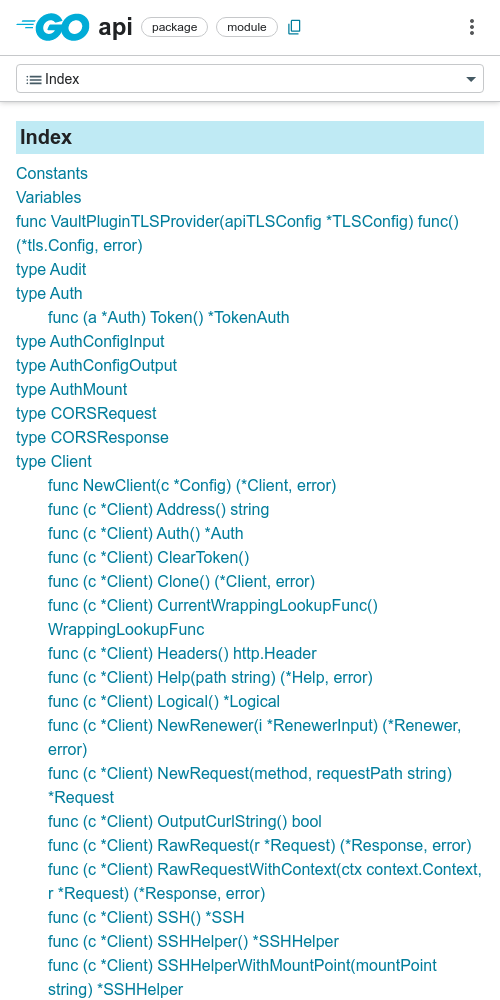 GO api package module
Index
Index
Constants
Variables
func VaultPluginTLSProvider(apiTLSConfig *TLSConfig) func()
(*tls.Config, error)
type Audit
type Auth
func (a *Auth) Token() *TokenAuth
type AuthConfigInput
type AuthConfigOutput
type AuthMount
type CORSRequest
type CORSResponse
type Client
func NewClient(c *Config) (*Client, error)
func (c *Client) Address() string
func (c *Client) Auth() *Auth
func (c *Client) ClearToken()
func (c *Client) Clone() (*Client, error)
func (c *Client) CurrentWrappingLookupFunc()
WrappingLookupFunc
func (c *Client) Headers() http.Header
func (c *Client) Help(path string) (*Help, error)
func (c *Client) Logical() *Logical
func (c *Client) NewRenewer(i *RenewerInput) (*Renewer,
error)
func (c *Client) NewRequest(method, requestPath string)
*Request
func (c *Client) OutputCurlString() bool
func (c *Client) RawRequest(r *Request) (*Response, error)
func (c *Client) RawRequestWithContext(ctx context.Context,
r *Request) (*Response, error)
func (c *Client) SSH() *SSH
func (c *Client) SSHHelper() *SSHHelper
func (c *Client) SSHHelperWithMountPoint(mountPoint
string) *SSHHelper